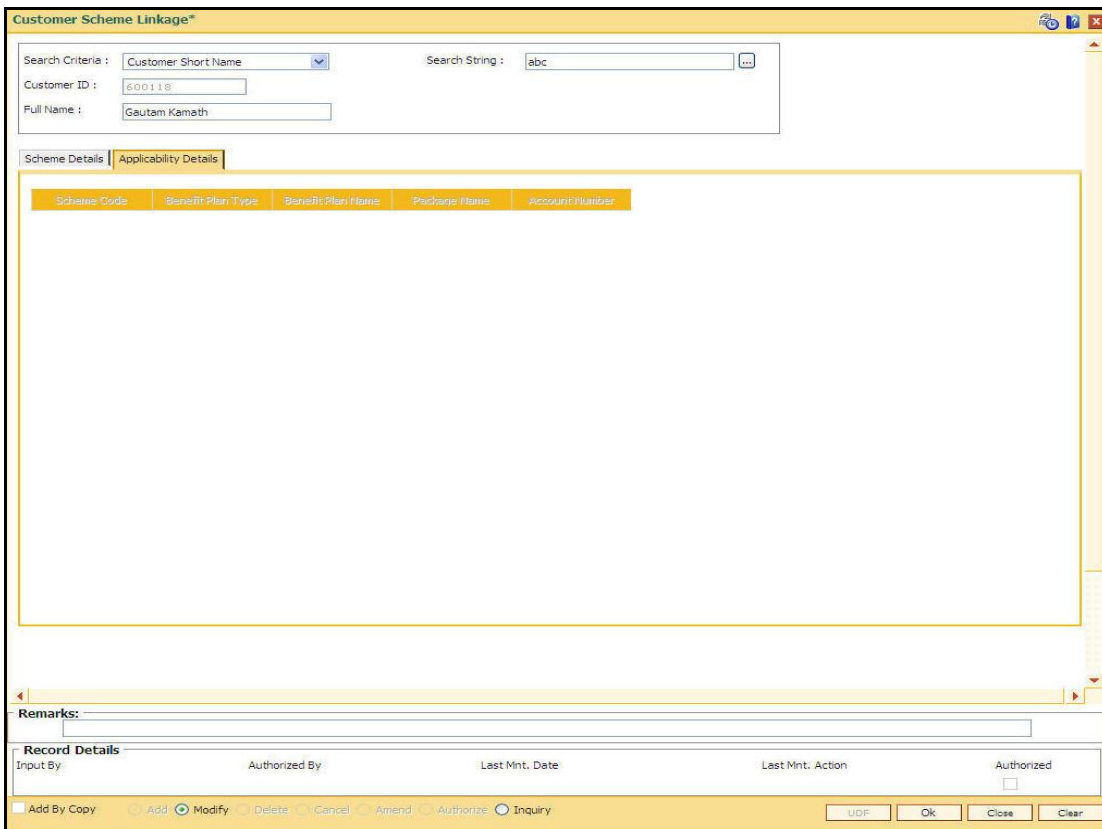 Customer Scheme Linkage*
Search Criteria : Customer Short Name Search String : abc ...
Customer ID : 600118
Full Name : Gautam Kamath
Scheme Details Applicability Details
Scheme Code Benefit Plan Type Benefit Plan Name Package Name Account Number
Remarks:
Record Details
Input By Authorized By Last Mnt. Date Last Mnt. Action Authorized
Add By Copy Add Modify Delete Cancel Amend Authorize Inquiry UDF Ok Close Clear